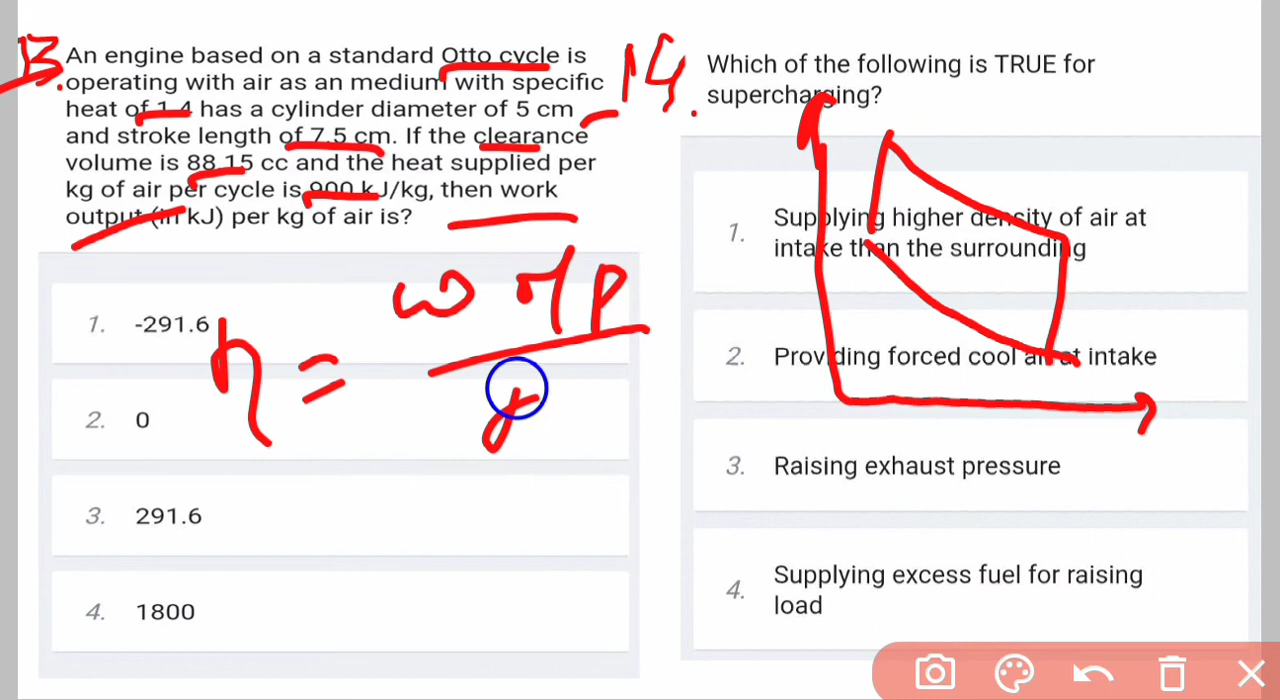 13.
An engine based on a standard Otto cycle is
operating with air as an medium with specific
heat of 1.4 has a cylinder diameter of 5 cm
and stroke length of 7.5 cm. If the clearance
volume is 88.15 cc and the heat supplied per
kg of air per cycle is 900 kJ/kg, then work
output (in kJ) per kg of air is?
1. -291.6
2. 0
3. 291.6
4. 1800
η =
14.
Which of the following is TRUE for
supercharging?
1. Supplying higher density of air at
intake than the surrounding
2. Providing forced cool air at intake
3. Raising exhaust pressure
4. Supplying excess fuel for raising
load